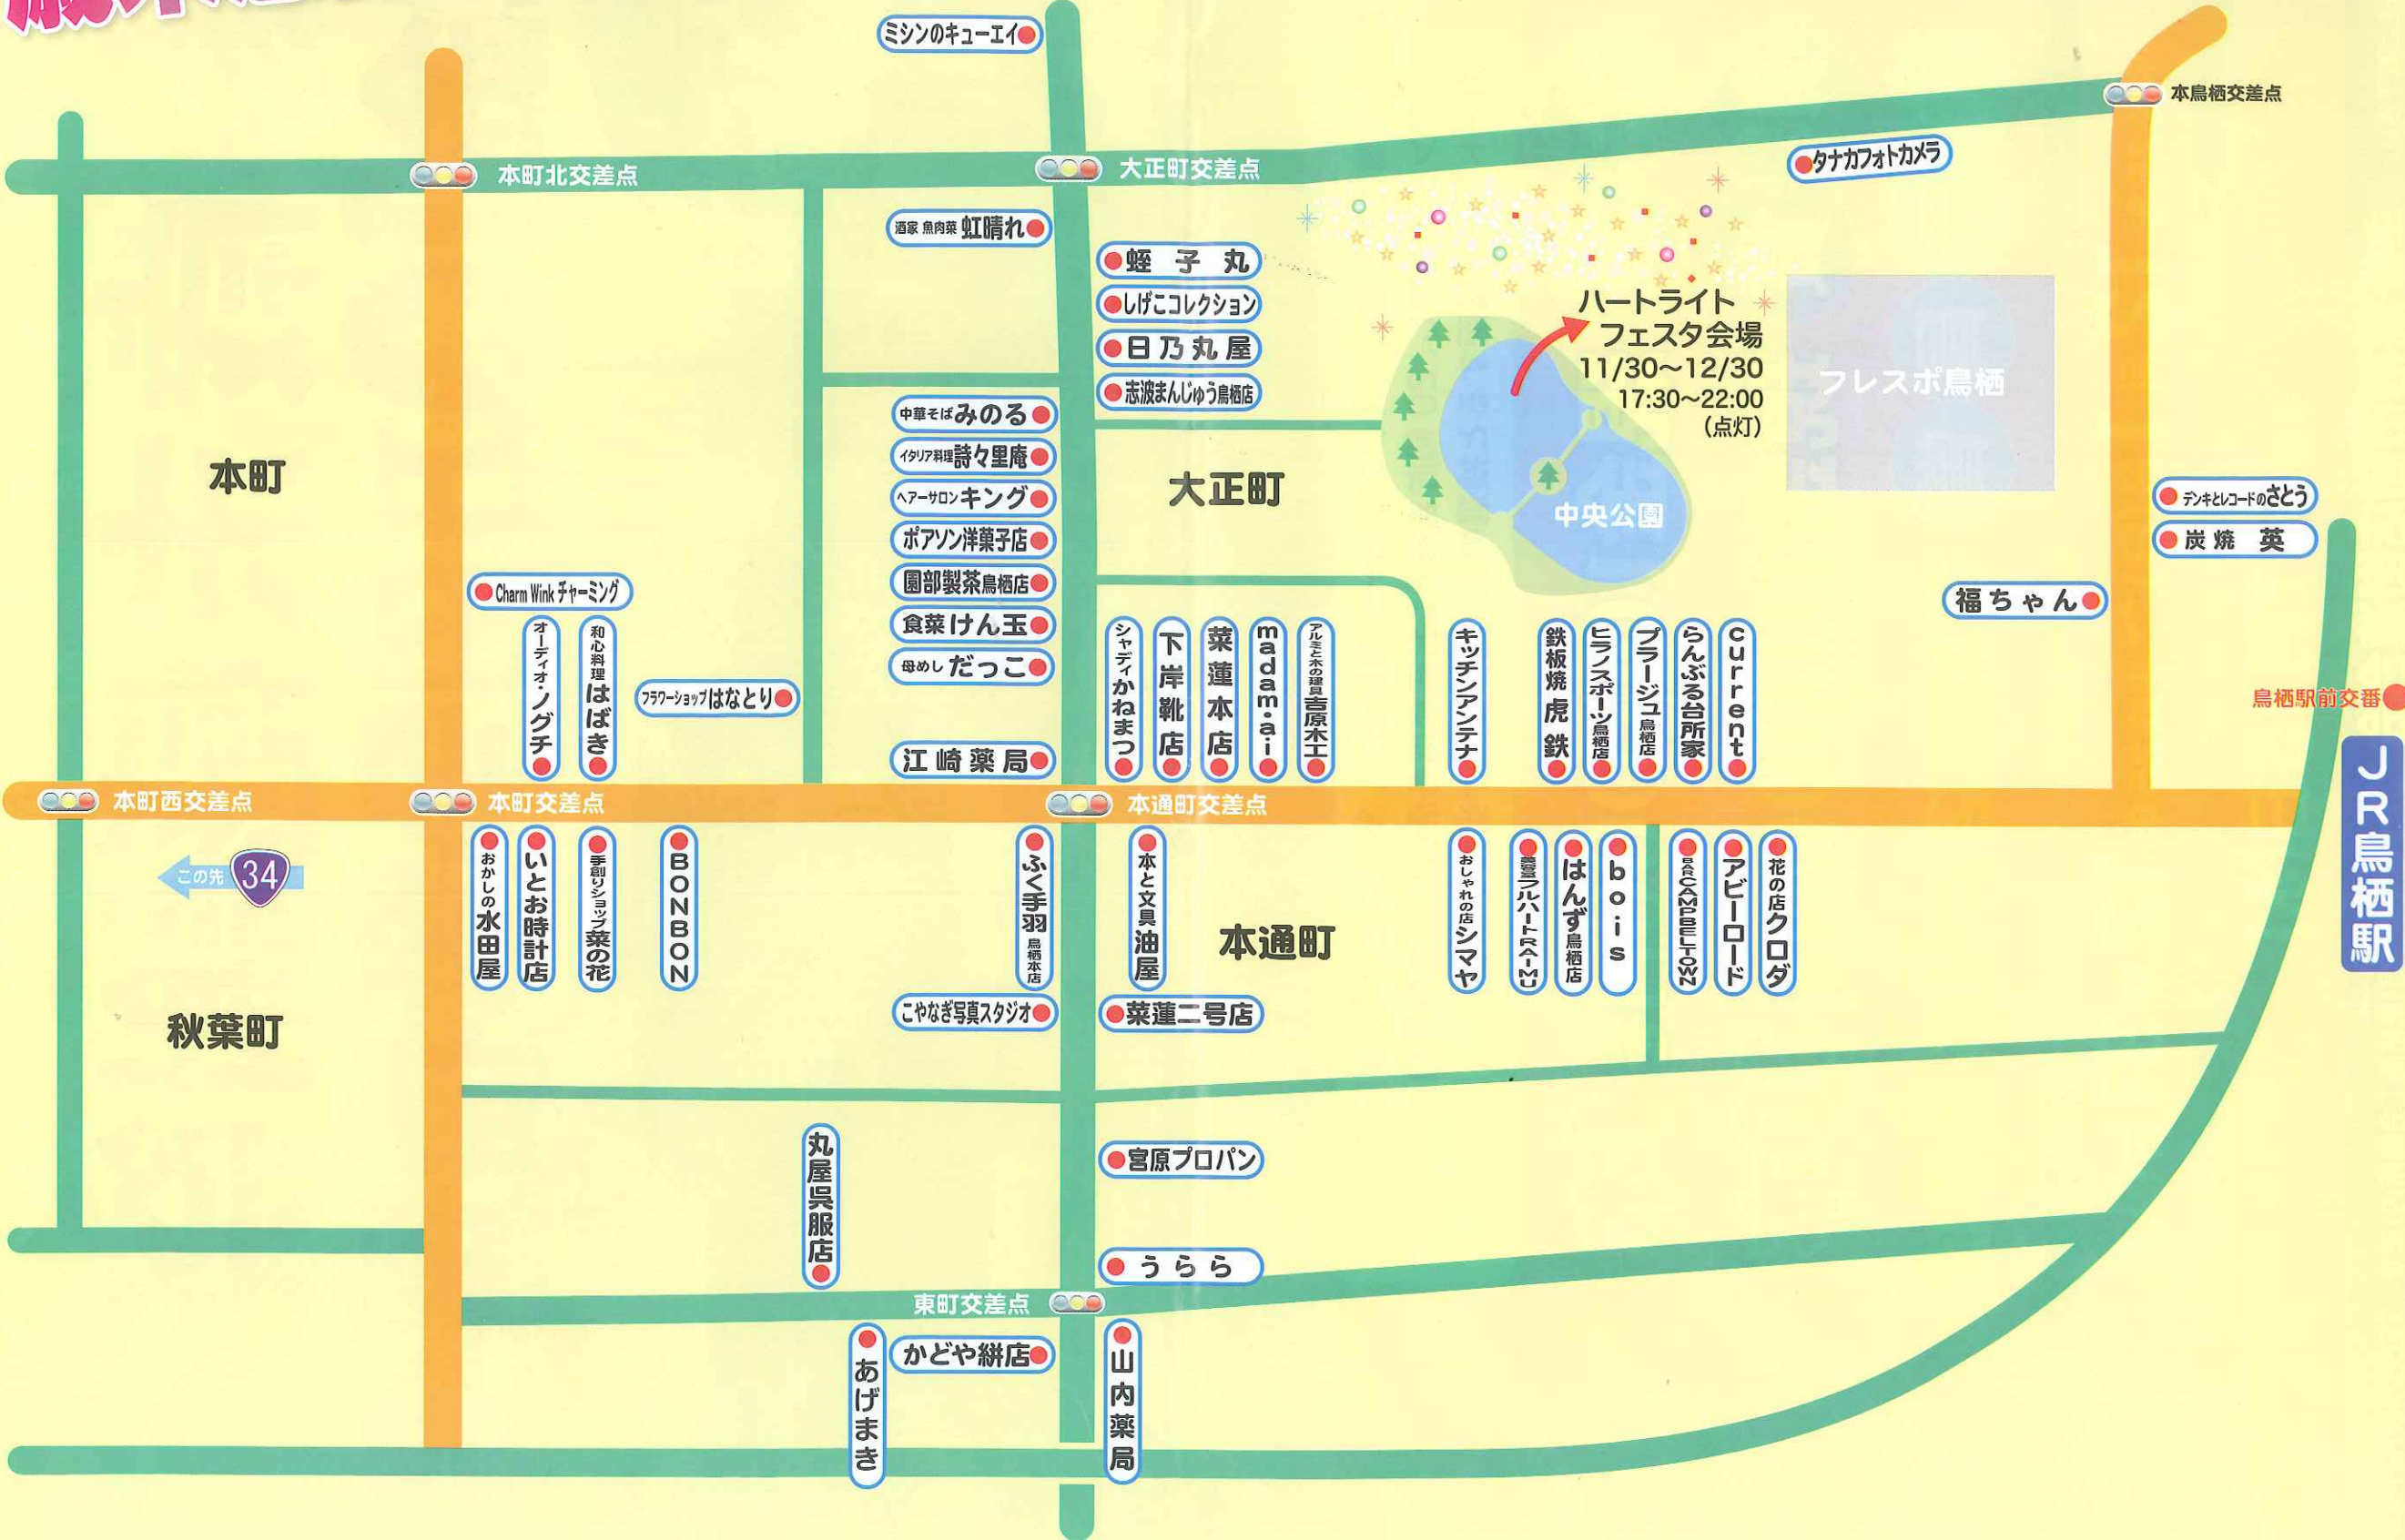 歳末
ミシンのキューエイ
本鳥栖交差点
本町北交差点
大正町交差点
タナカフォトカメラ
酒家 魚肉菜 虹晴れ
蛭子丸
しげこコレクション
日乃丸屋
志波まんじゅう鳥栖店
ハートライト
フェスタ会場
11/30～12/30
17:30～22:00
(点灯)
フレスポ鳥栖
中華そば みのる
イタリア料理 詩々里庵
ヘアーサロン キング
ポアソン洋菓子店
園部製茶鳥栖店
食菜 けん玉
母めし だっこ
江崎薬局
本町
大正町
中央公園
デンキとレコードのさとう
炭焼 英
福ちゃん
Charm Wink チャーミング
オーディオ・ノグチ
和心料理 はばき
フラワーショップ はなとり
シャディかねまつ
下岸靴店
菜蓮本店
madam・ai
アルミと木の建具 吉原木工
キッチンアンテナ
鉄板焼 虎鉄
ヒラノスポーツ鳥栖店
プラージュ鳥栖店
らんぶる台所家
current
鳥栖駅前交番
JR鳥栖駅
本町西交差点
本町交差点
本通町交差点
この先 34
おかしの水田屋
いとお時計店
手創りショップ菜の花
BONBON
ふく手羽 鳥栖本店
本と文具 油屋
本通町
おしゃれの店シマヤ
美容室フルハートRAIMU
はんず鳥栖店
bois
BARCAMPBELTOWN
アビーロード
花の店クロダ
秋葉町
こやなぎ写真スタジオ
菜蓮二号店
丸屋呉服店
宮原プロパン
うらら
東町交差点
あげまき
かどや餅店
山内薬局